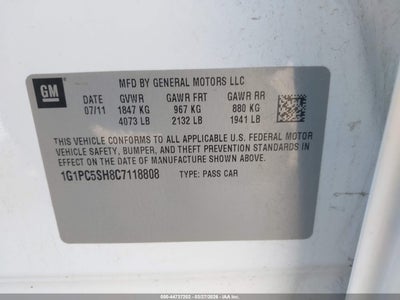 GM
MFD BY GENERAL MOTORS LLC
DATE GVWR GAWR FRT GAWR RR
07/11 1847 KG 967 KG 880 KG
4073 LB 2132 LB 1941 LB
THIS VEHICLE CONFORMS TO ALL APPLICABLE U.S. FEDERAL MOTOR
VEHICLE SAFETY, BUMPER, AND THEFT PREVENTION STANDARDS IN
EFFECT ON THE DATE OF MANUFACTURE SHOWN ABOVE.
1G1PC5SH8C7118808 TYPE: PASS CAR